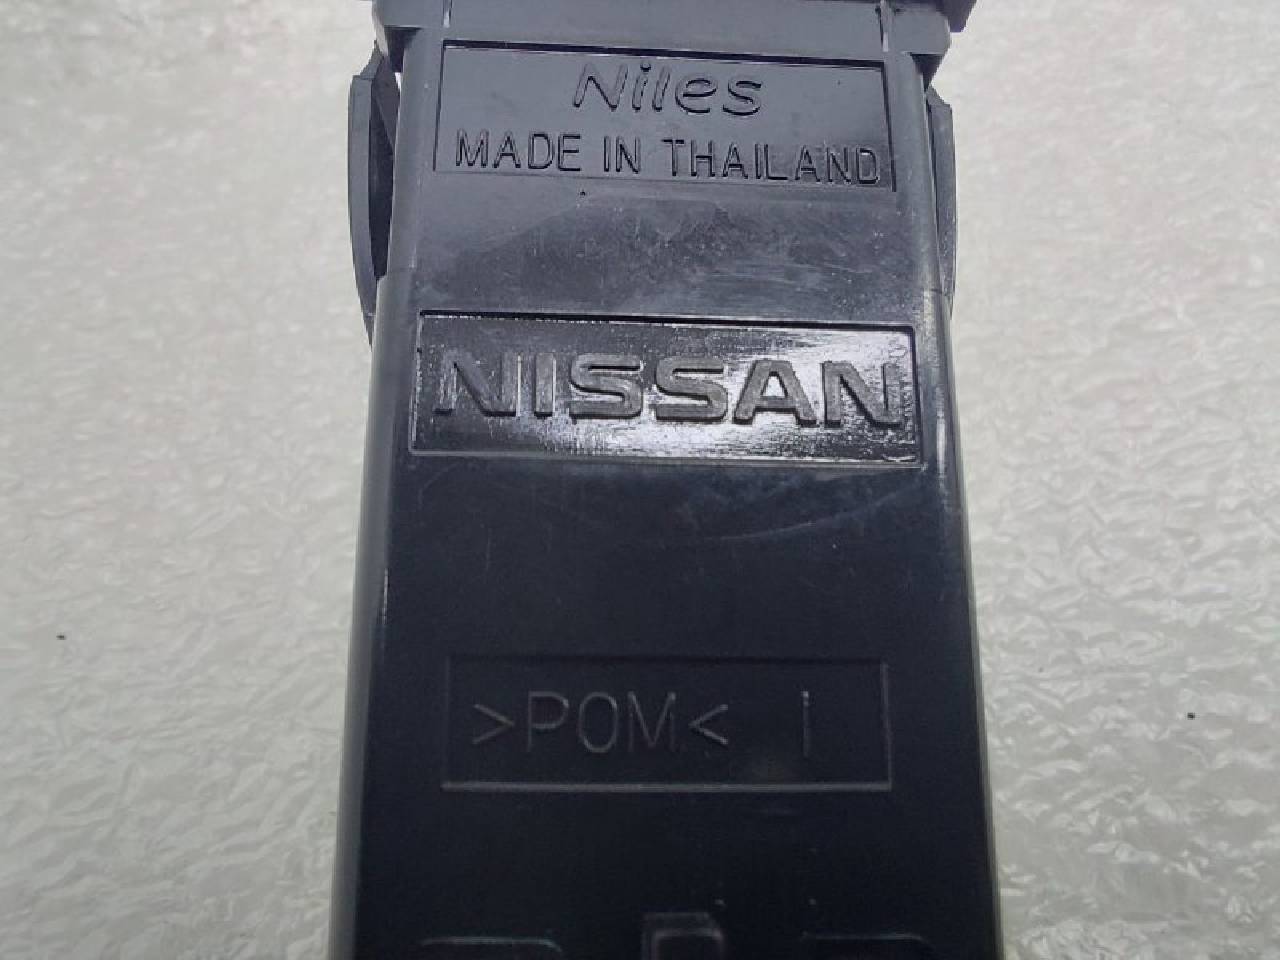 Niles
MADE IN THAILAND
NISSAN
>POM< 1